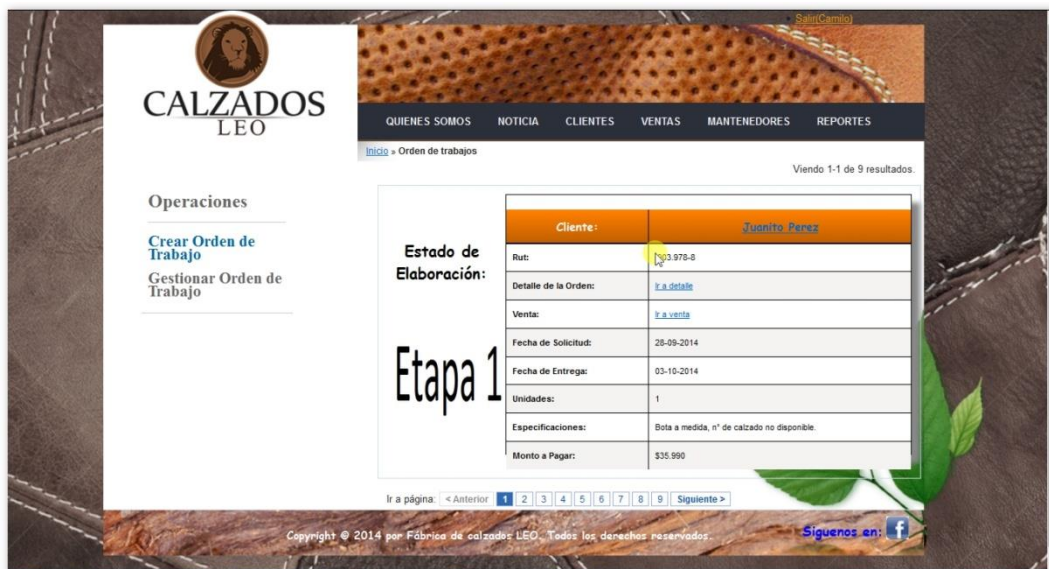 Salir(Camilo)
CALZADOS
LEO
QUIENES SOMOS NOTICIA CLIENTES VENTAS MANTENEDORES REPORTES
Inicio » Orden de trabajos
Viendo 1-1 de 9 resultados.
Operaciones
Crear Orden de
Trabajo
Gestionar Orden de
Trabajo
Estado de
Elaboración:
Etapa 1
Cliente: Juanito Perez
Rut:
Detalle de la Orden: Ir a detalle
Venta: Ir a venta
Fecha de Solicitud: 28-09-2014
Fecha de Entrega: 03-10-2014
Unidades: 1
Especificaciones: Bota a medida, n° de calzado no disponible.
Monto a Pagar: $35.990
Ir a página: < Anterior 1 2 3 4 5 6 7 8 9 Siguiente >
Copyright © 2014 por Fábrica de calzados LEO. Todos los derechos reservados.
Siguenos en: f